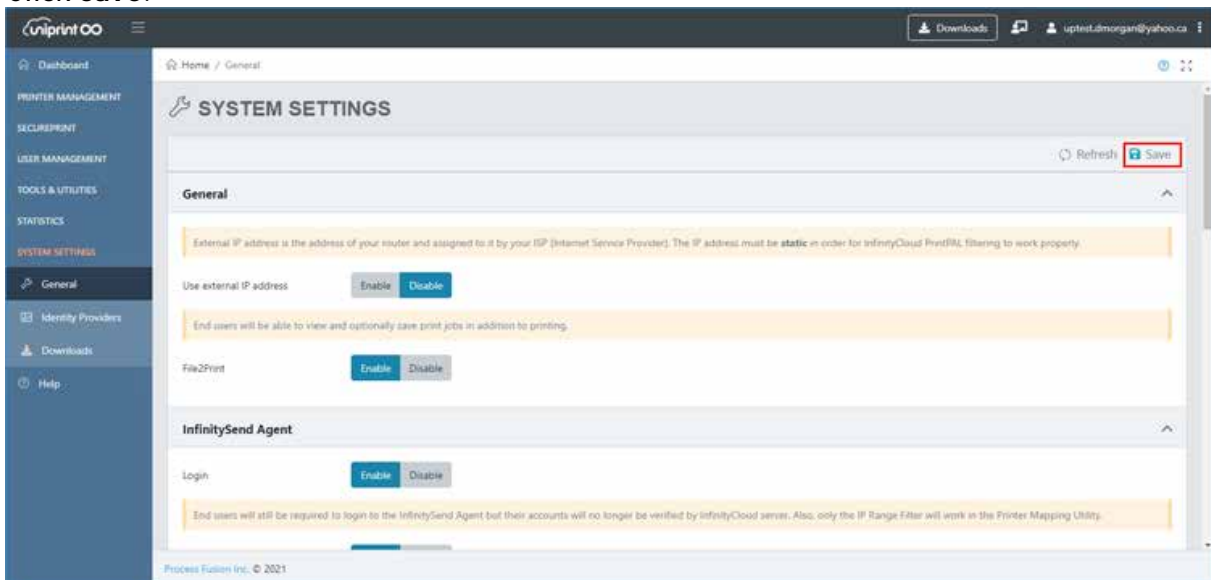 Click Save.
uniprint
Downloads
uptest.dmorgan@yahoo.ca
Dashboard
Home / General
PRINTER MANAGEMENT
SYSTEM SETTINGS
SECUREPRINT
USER MANAGEMENT
Refresh Save
TOOLS & UTILITIES
General
STATISTICS
External IP address is the address of your router and assigned to it by your ISP (Internet Service Provider). The IP address must be static in order for InfinityCloud PrintPAL filtering to work properly.
SYSTEM SETTINGS
General
Use external IP address Enable Disable
Identity Providers
End users will be able to view and optionally save print jobs in addition to printing.
Downloads
File2Print Enable Disable
Help
InfinitySend Agent
Login Enable Disable
End users will still be required to login to the InfinitySend Agent but their accounts will no longer be verified by InfinityCloud server. Also, only the IP Range Filter will work in the Printer Mapping Utility.
Process Fusion Inc. © 2021